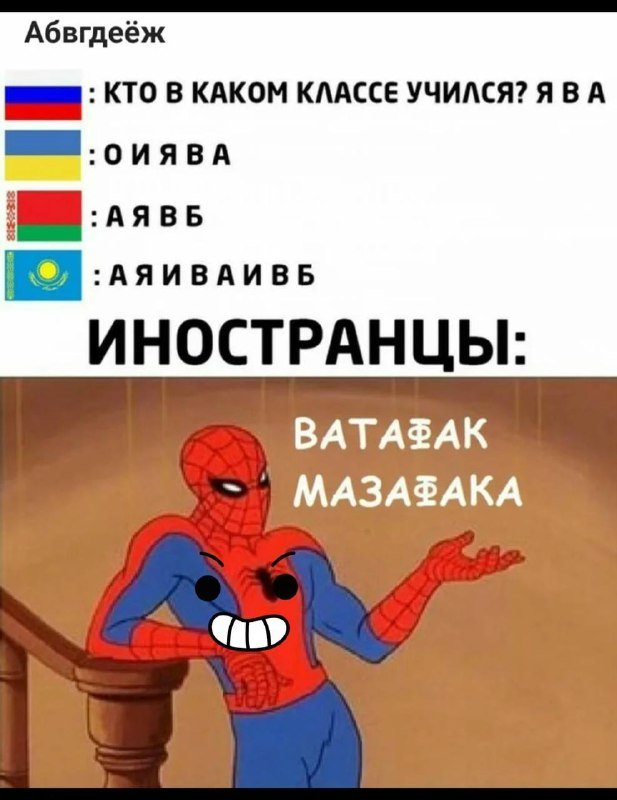 Абвгдеёж
: КТО В КАКОМ КЛАССЕ УЧИЛСЯ? Я В А
: О И Я В А
: А Я В Б
: А Я И В А И В Б
ИНОСТРАНЦЫ:
ВАТАФАК
МАЗАФАКА